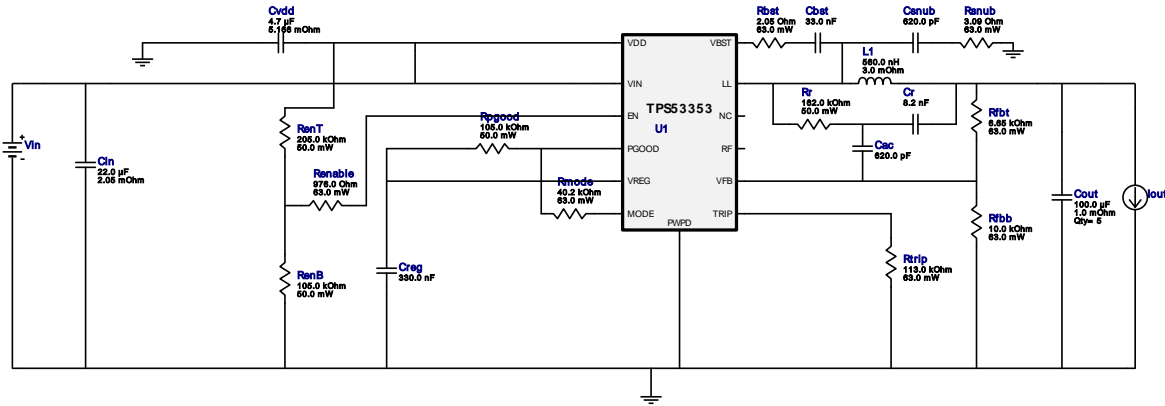 Cvdd
4.7 µF
5.166 mOhm
Rbst
2.05 Ohm
63.0 mW
Cbst
33.0 nF
Csnub
620.0 pF
Rsnub
3.09 Ohm
63.0 mW
VDD
VBST
L1
560.0 nH
3.0 mOhm
VIN
LL
TPS53353
U1
Rr
162.0 kOhm
50.0 mW
Cr
8.2 nF
Rfbt
6.65 kOhm
63.0 mW
EN
NC
Rpgood
105.0 kOhm
50.0 mW
RenT
205.0 kOhm
50.0 mW
Vin
+
-
Cin
22.0 µF
2.05 mOhm
PGOOD
RF
Cac
620.0 pF
Renable
976.0 Ohm
63.0 mW
Rmode
40.2 kOhm
63.0 mW
VREG
VFB
Cout
100.0 µF
1.0 mOhm
Qty= 5
Iout
MODE
TRIP
PWPD
Rfbb
10.0 kOhm
63.0 mW
RenB
105.0 kOhm
50.0 mW
Creg
330.0 nF
Rtrip
113.0 kOhm
63.0 mW